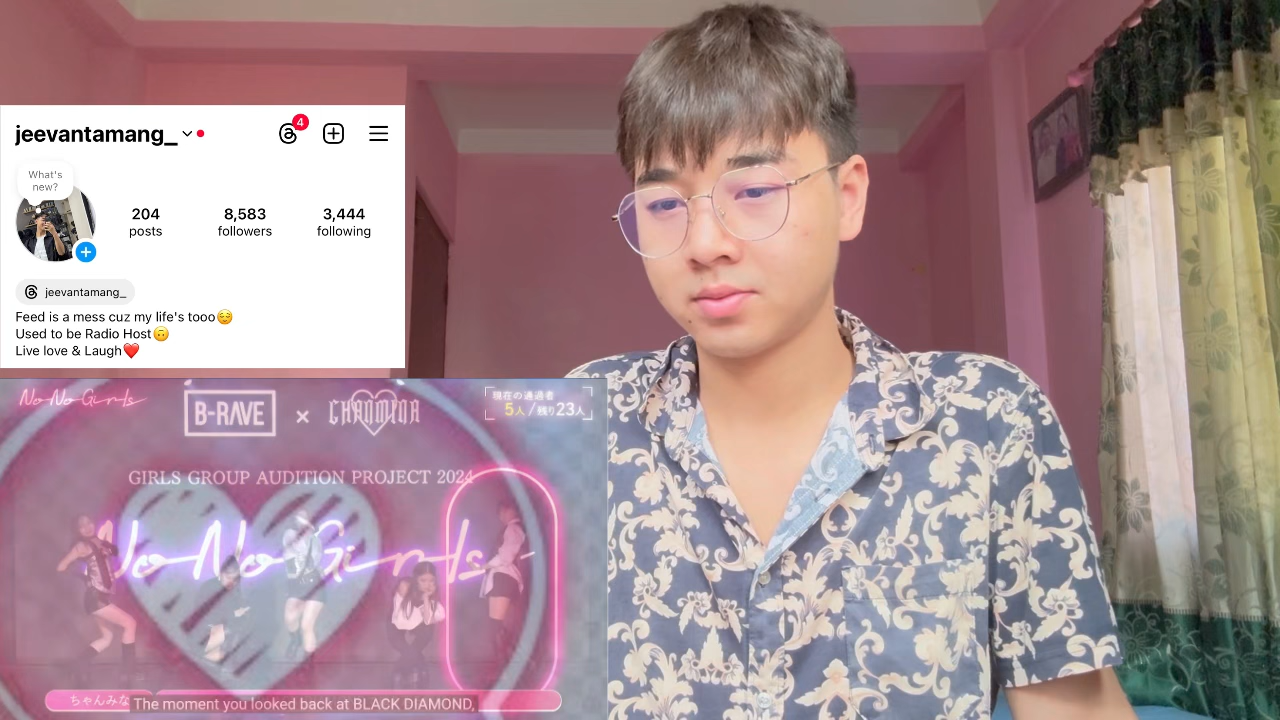 jeevantamang_
4
What's
new?
204
posts
8,583
followers
3,444
following
jeevantamang_
Feed is a mess cuz my life's tooo😌
Used to be Radio Host🙃
Live love & Laugh❤️
No No Girls
B-RAVE × CHANMINA
現在の通過者
5人/残り23人
GIRLS GROUP AUDITION PROJECT 2024
No No Girls
ちゃんみな
The moment you looked back at BLACK DIAMOND,